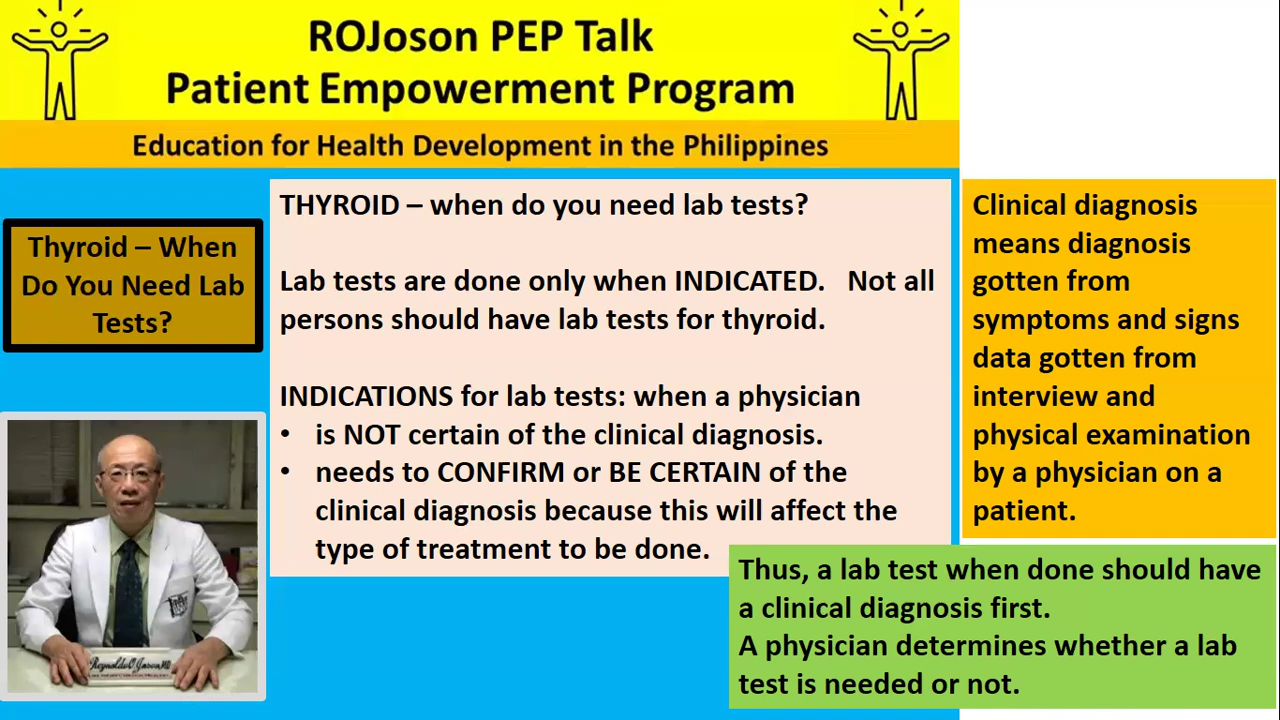 ROJoson PEP Talk
Patient Empowerment Program
Education for Health Development in the Philippines
Thyroid – When
Do You Need Lab
Tests?
THYROID – when do you need lab tests?
Lab tests are done only when INDICATED. Not all
persons should have lab tests for thyroid.
INDICATIONS for lab tests: when a physician
• is NOT certain of the clinical diagnosis.
• needs to CONFIRM or BE CERTAIN of the
clinical diagnosis because this will affect the
type of treatment to be done.
Clinical diagnosis
means diagnosis
gotten from
symptoms and signs
data gotten from
interview and
physical examination
by a physician on a
patient.
Thus, a lab test when done should have
a clinical diagnosis first.
A physician determines whether a lab
test is needed or not.
Reynaldo O. Joson, MD